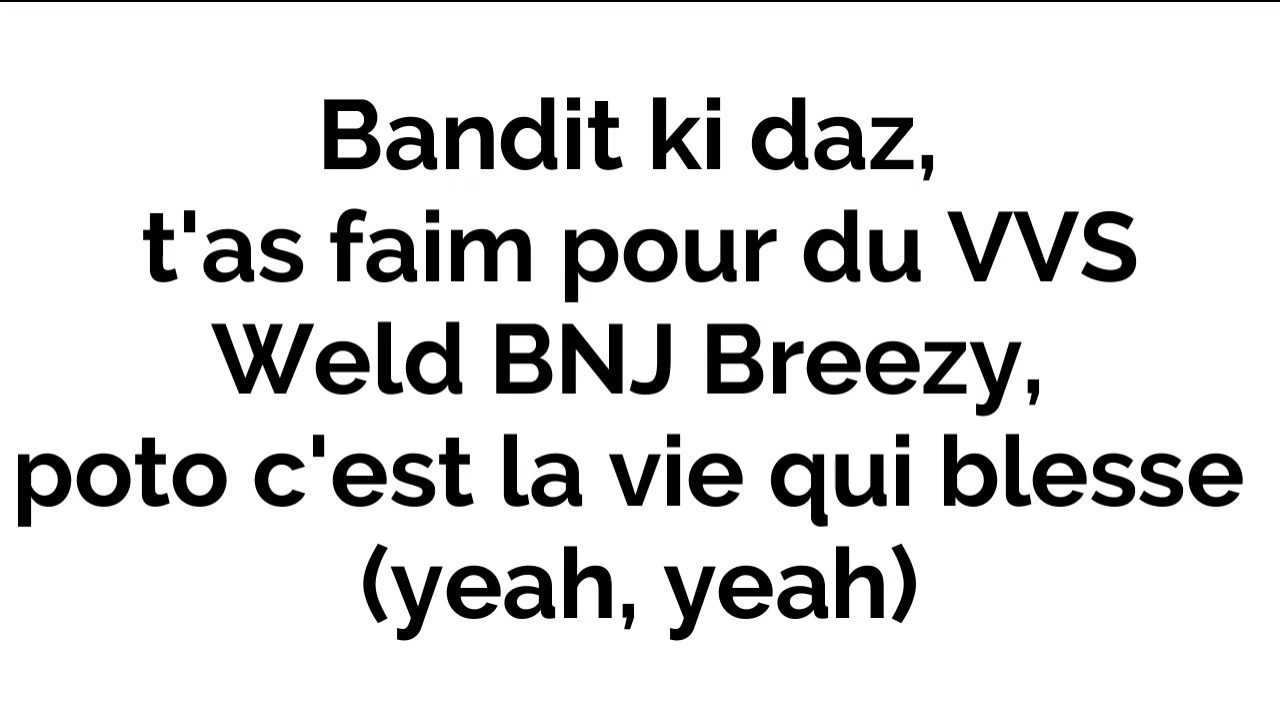 Bandit ki daz,
t'as faim pour du VVS
Weld BNJ Breezy,
poto c'est la vie qui blesse
(yeah, yeah)